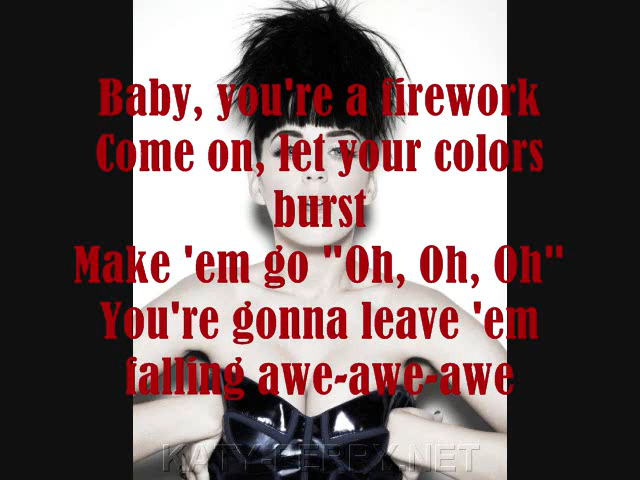 Baby, you're a firework
Come on, let your colors
burst
Make 'em go "Oh, Oh, Oh"
You're gonna leave 'em
falling awe-awe-awe
KATY-PERRY.NET